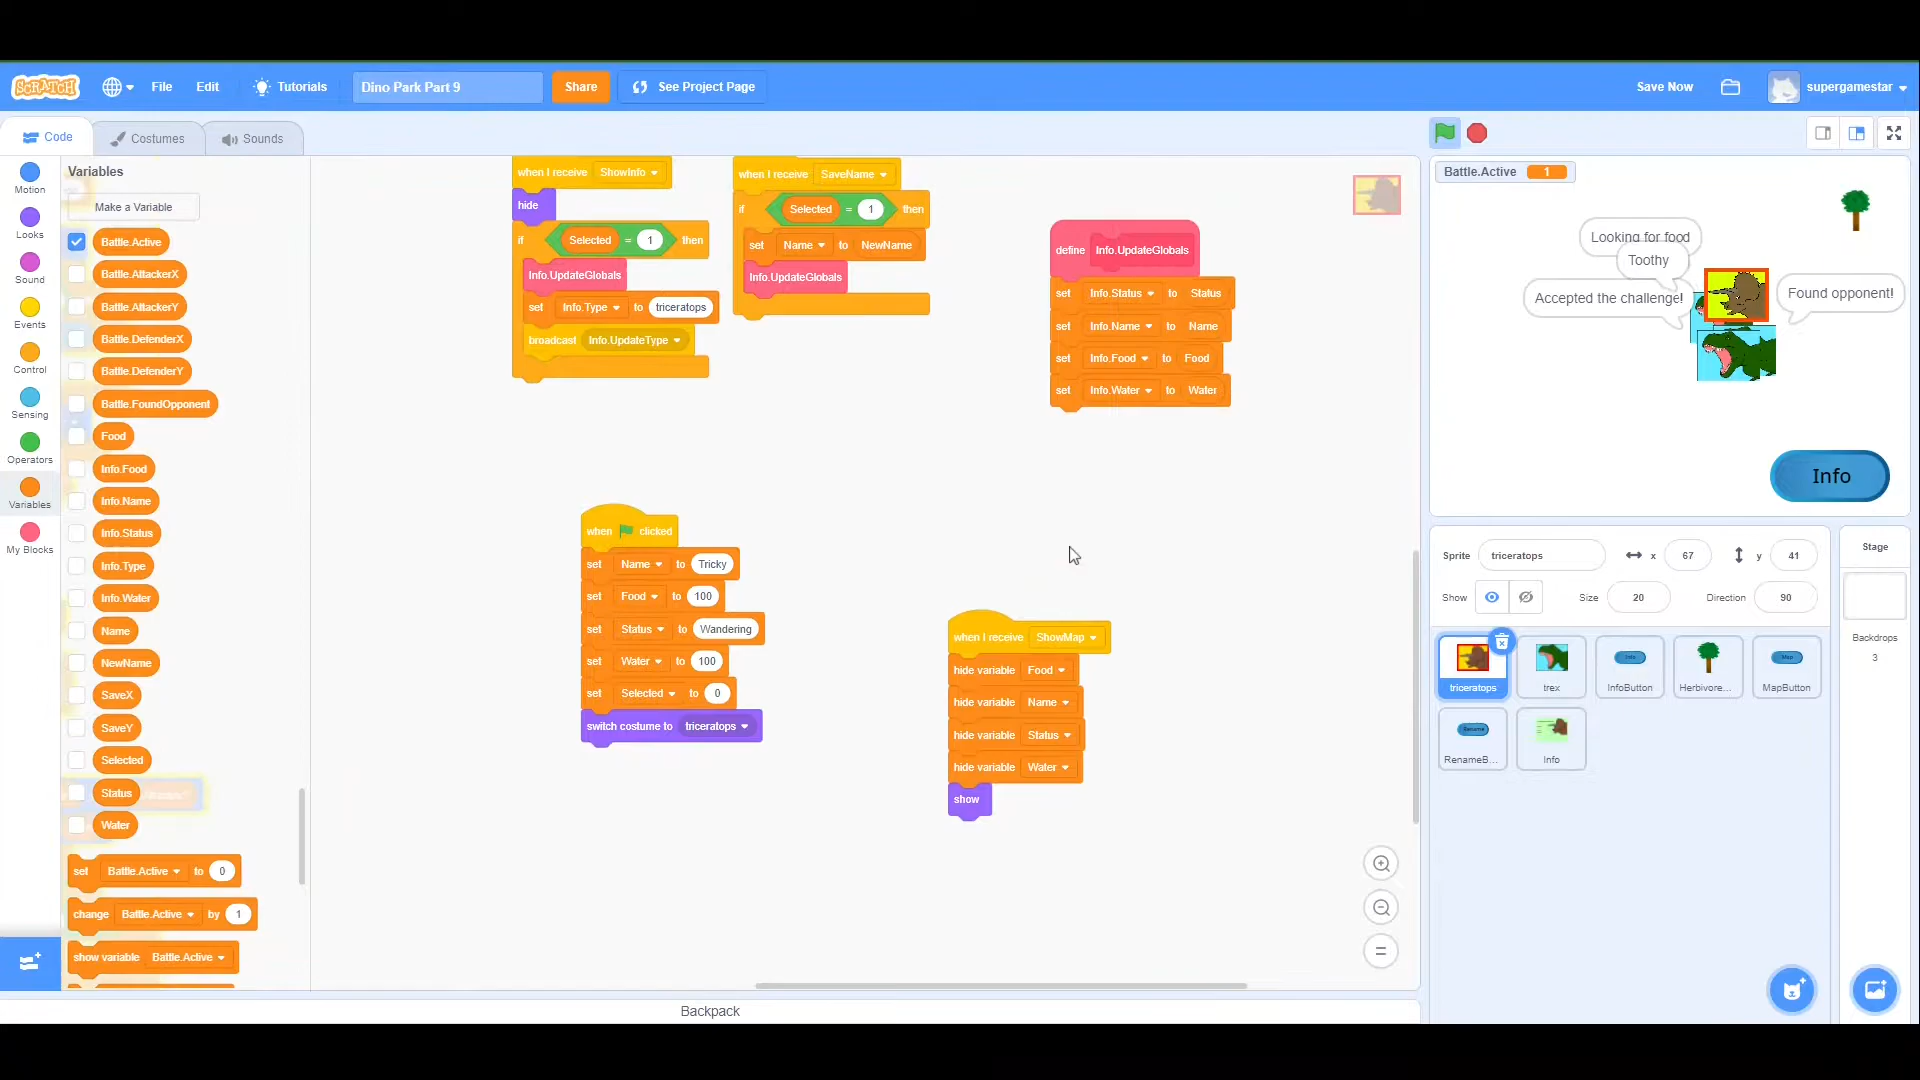 SCRATCH File Edit Tutorials Dino Park Part 9 Share See Project Page Save Now supergamestar
Code Costumes Sounds
Motion
Looks
Sound
Events
Control
Sensing
Operators
Variables
My Blocks
Variables
Make a Variable
Battle.Active
Battle.AttackerX
Battle.AttackerY
Battle.DefenderX
Battle.DefenderY
Battle.FoundOpponent
Food
Info.Food
Info.Name
Info.Status
Info.Type
Info.Water
Name
NewName
SaveX
SaveY
Selected
Status
Water
set Battle.Active to 0
change Battle.Active by 1
show variable Battle.Active
when I receive ShowInfo
hide
if Selected = 1 then
Info.UpdateGlobals
set Info.Type to triceratops
broadcast Info.UpdateType
when I receive SaveName
if Selected = 1 then
set Name to NewName
Info.UpdateGlobals
define Info.UpdateGlobals
set Info.Status to Status
set Info.Name to Name
set Info.Food to Food
set Info.Water to Water
when clicked
set Name to Tricky
set Food to 100
set Status to Wandering
set Water to 100
set Selected to 0
switch costume to triceratops
when I receive ShowMap
hide variable Food
hide variable Name
hide variable Status
hide variable Water
show
Backpack
Battle.Active 1
Looking for food
Toothy
Accepted the challenge!
Found opponent!
Info
Sprite triceratops x 67 y 41
Show Size 20 Direction 90
Stage
Backdrops
3
triceratops trex InfoButton Herbivore... MapButton
RenameB... Info